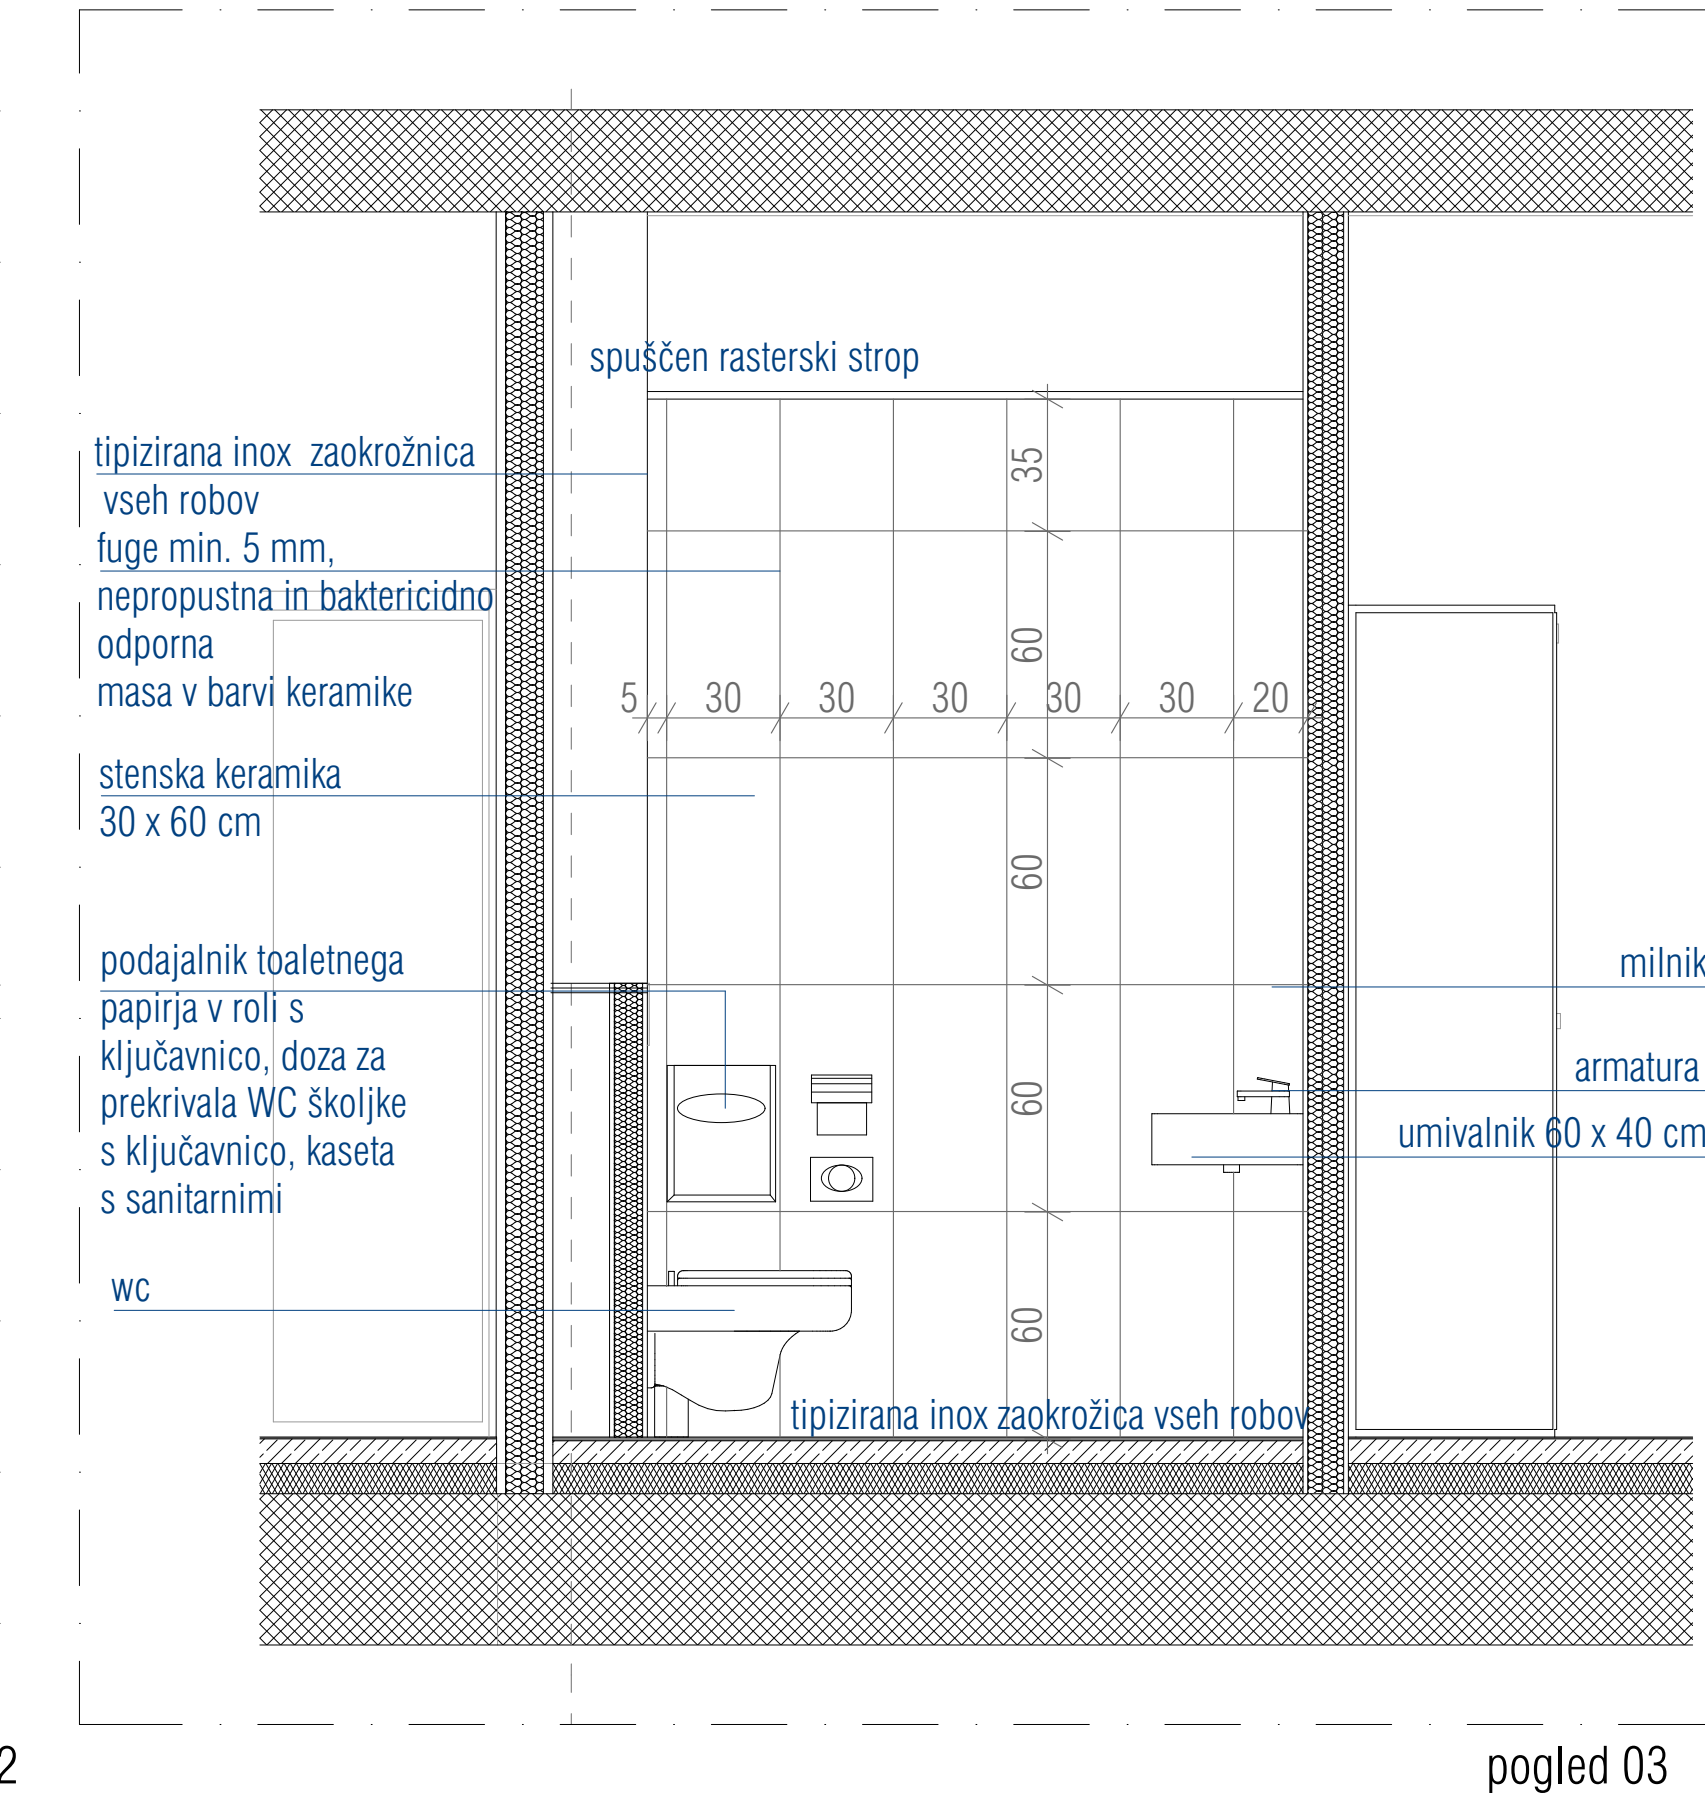 spuščen rasterski strop
tipizirana inox zaokrožnica
vseh robov
fuge min. 5 mm,
nepropustna in baktericidno
odporna
masa v barvi keramike
stenska keramika
30 x 60 cm
podajalnik toaletnega
papirja v roli s
ključavnico, doza za
prekrivala WC školjke
s ključavnico, kaseta
s sanitarnimi
wc
35
60
5 30 30 30 30 30 20
60
60
60
tipizirana inox zaokrožica vseh robov
milnik
armatura
umivalnik 60 x 40 cm
2
pogled 03